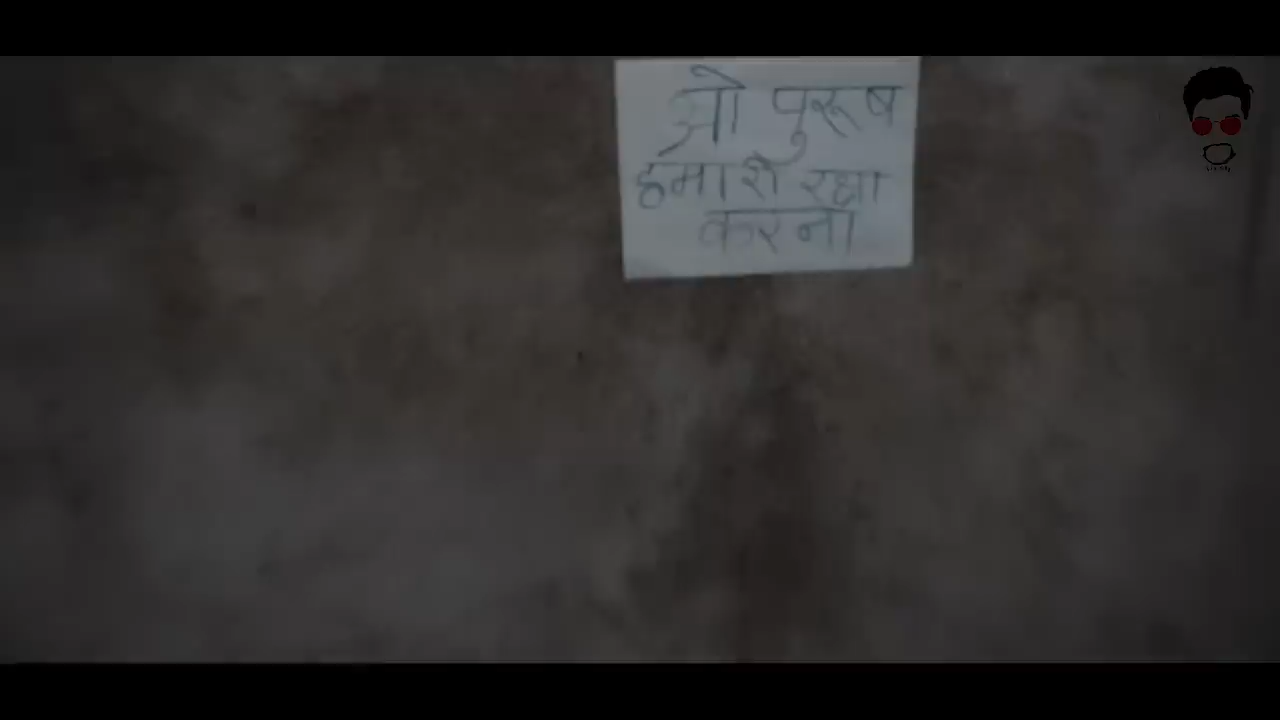 ओ पुरूष
हमारी रक्षा
करना